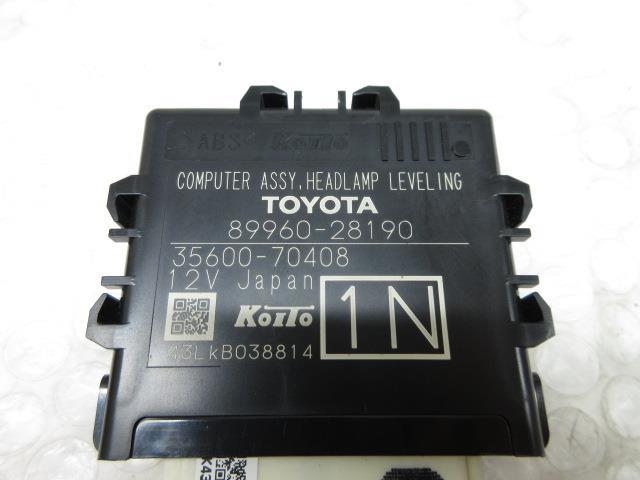 >ABS< KOITO
COMPUTER ASSY,HEADLAMP LEVELING
TOYOTA
89960-28190
35600-70408
12V Japan
KOITO
1N
43LkB038814